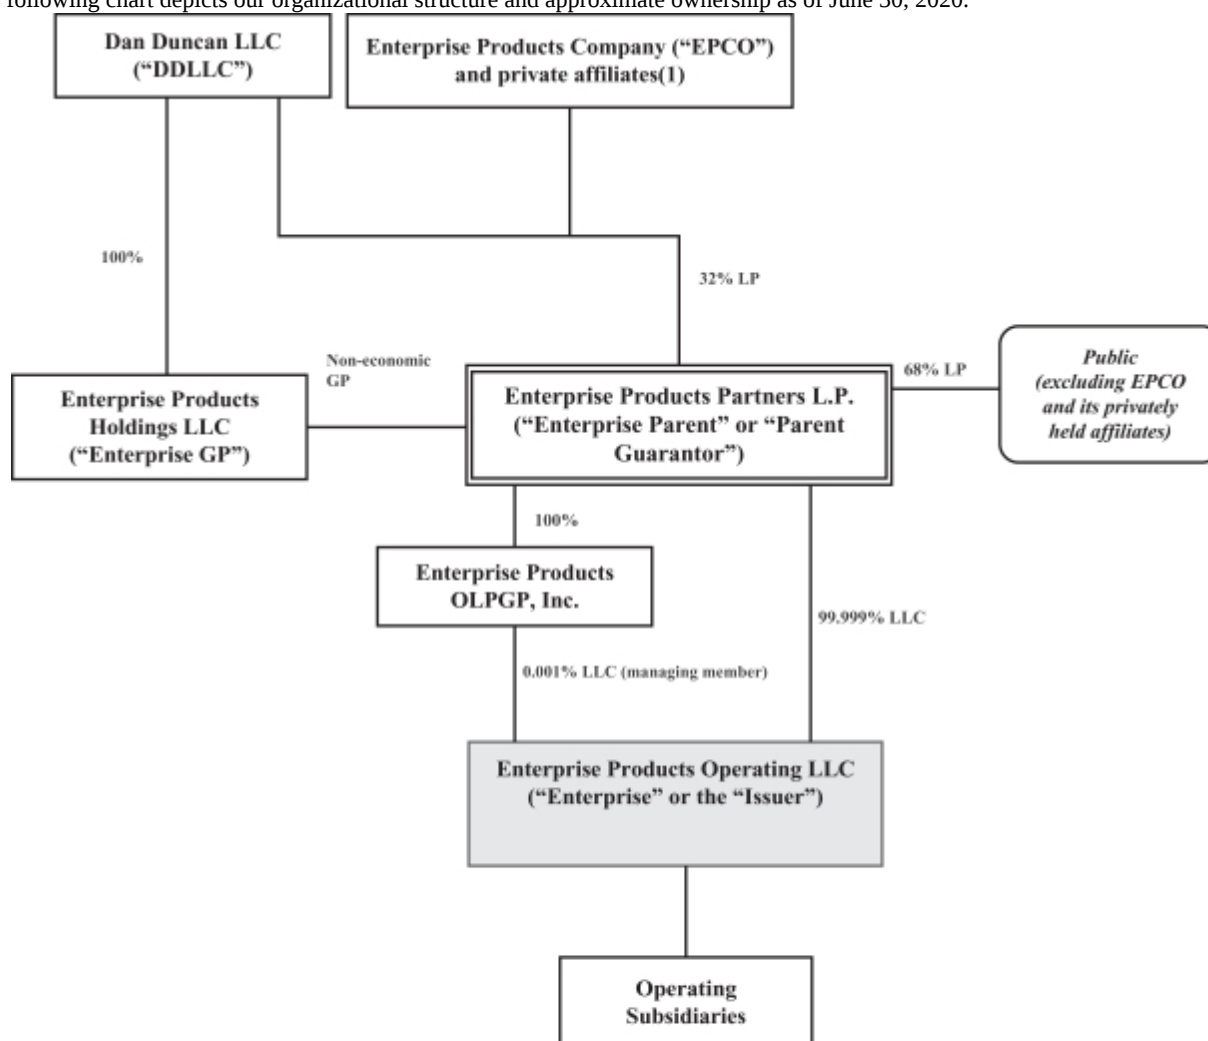 following chart depicts our organizational structure and approximate ownership as of June 30, 2020.
Dan Duncan LLC
(“DDLLC”)
Enterprise Products Company (“EPCO”)
and private affiliates(1)
100%
32% LP
Non-economic
GP
68% LP
Public
(excluding EPCO
and its privately
held affiliates)
Enterprise Products
Holdings LLC
(“Enterprise GP”)
Enterprise Products Partners L.P.
(“Enterprise Parent” or “Parent
Guarantor”)
100%
Enterprise Products
OLPGP, Inc.
99.999% LLC
0.001% LLC (managing member)
Enterprise Products Operating LLC
(“Enterprise” or the “Issuer”)
Operating
Subsidiaries